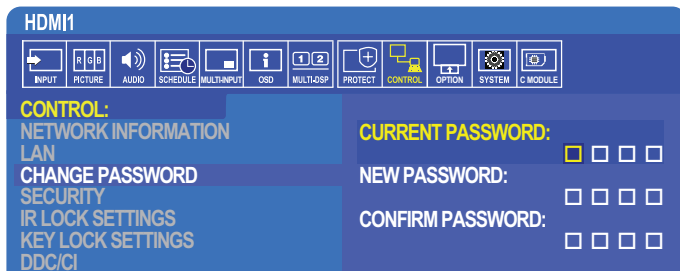 HDMI1
R G B 1 2
INPUT PICTURE AUDIO SCHEDULE MULTI-INPUT OSD MULTI-DSP PROTECT CONTROL OPTION SYSTEM C MODULE
CONTROL:
NETWORK INFORMATION
LAN
CHANGE PASSWORD
SECURITY
IR LOCK SETTINGS
KEY LOCK SETTINGS
DDC/CI
CURRENT PASSWORD:
NEW PASSWORD:
CONFIRM PASSWORD: